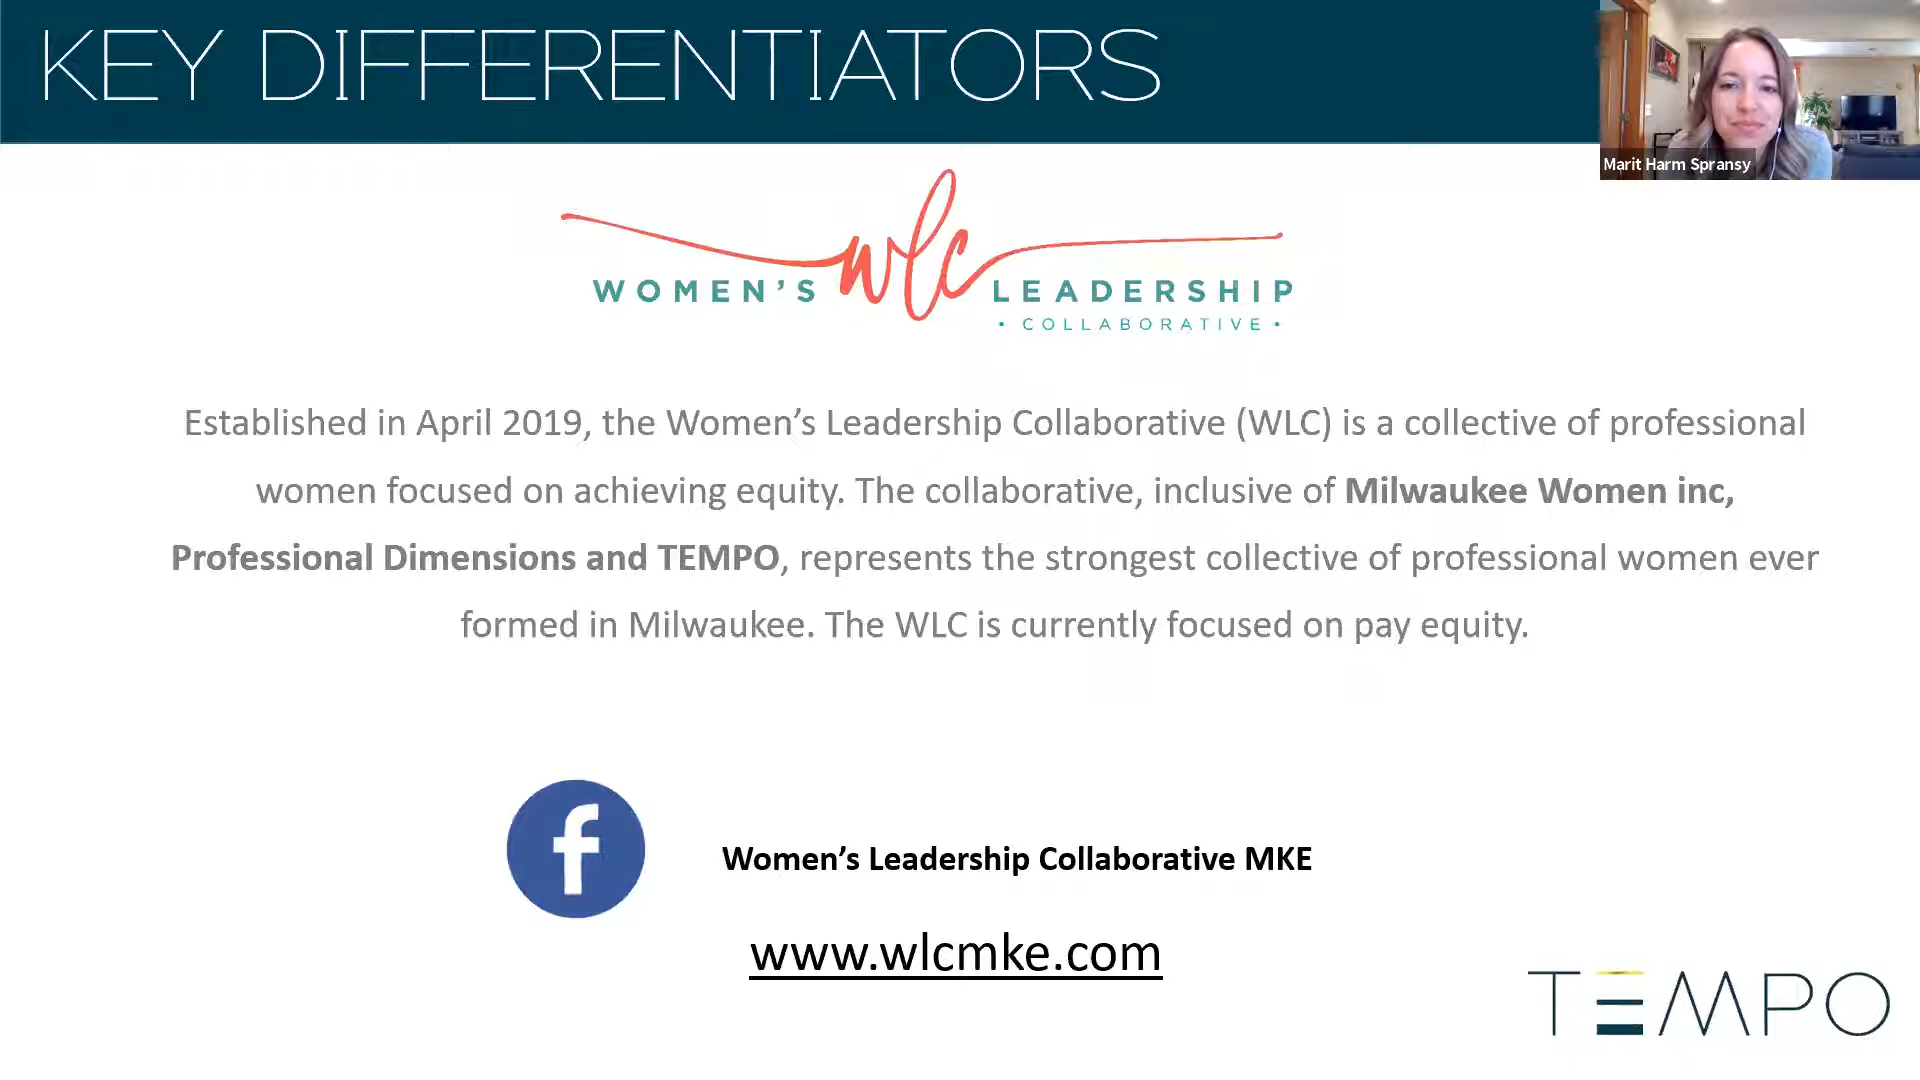 KEY DIFFERENTIATORS
Marit Harm Spransy
wlc
WOMEN'S LEADERSHIP
• COLLABORATIVE •
Established in April 2019, the Women’s Leadership Collaborative (WLC) is a collective of professional
women focused on achieving equity. The collaborative, inclusive of Milwaukee Women inc,
Professional Dimensions and TEMPO, represents the strongest collective of professional women ever
formed in Milwaukee. The WLC is currently focused on pay equity.
f
Women’s Leadership Collaborative MKE
www.wlcmke.com
TEMPO